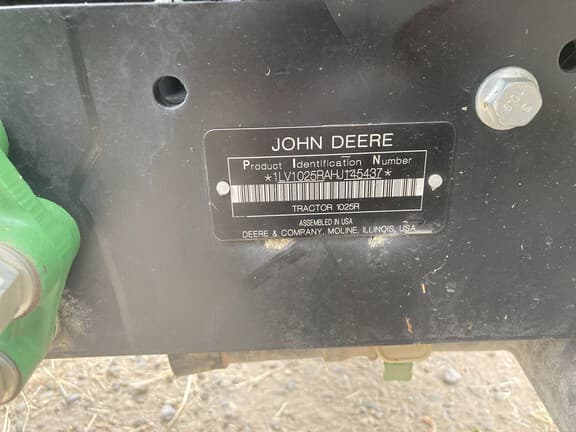 JOHN DEERE
Product Identification Number
*1LV1025RAHJ145437*
TRACTOR 1025R
ASSEMBLED IN USA
DEERE & COMPANY, MOLINE, ILLINOIS, USA